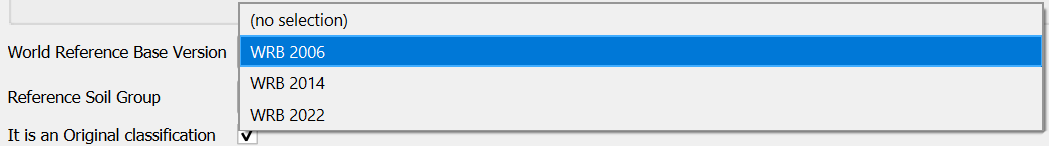 (no selection)
World Reference Base Version
WRB 2006
WRB 2014
Reference Soil Group
WRB 2022
It is an Original classification